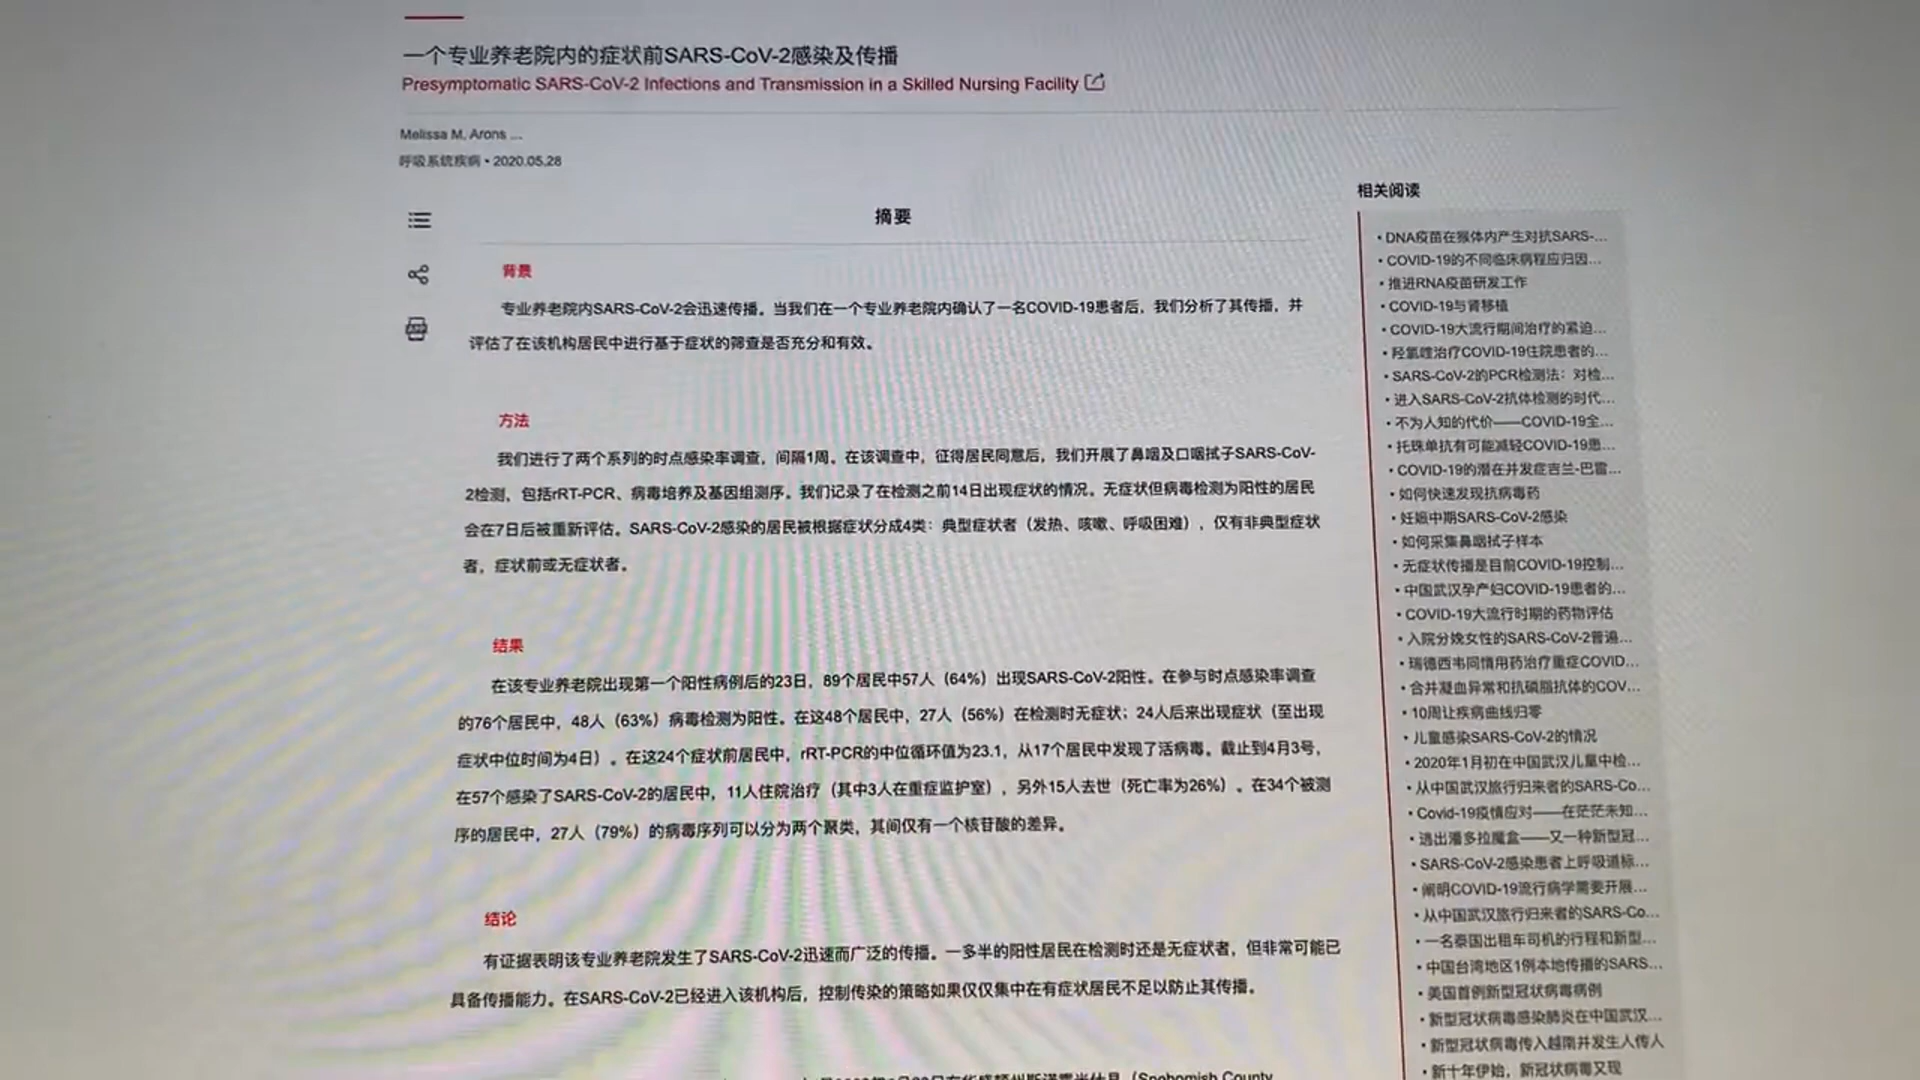 一个专业养老院内的症状前SARS-CoV-2感染及传播
Presymptomatic SARS-CoV-2 Infections and Transmission in a Skilled Nursing Facility
Melissa M. Arons ...
呼吸系统疾病 • 2020.05.28
摘要
背景
专业养老院内SARS-CoV-2会迅速传播。当我们在一个专业养老院内确认了一名COVID-19患者后，我们分析了其传播，并
评估了在该机构居民中进行基于症状的筛查是否充分和有效。
方法
我们进行了两个系列的时点感染率调查，间隔1周。在该调查中，征得居民同意后，我们开展了鼻咽及口咽拭子SARS-CoV-
2检测，包括rRT-PCR、病毒培养及基因组测序。我们记录了在检测之前14日出现症状的情况。无症状但病毒检测为阳性的居民
会在7日后被重新评估。SARS-CoV-2感染的居民被根据症状分成4类：典型症状者（发热、咳嗽、呼吸困难），仅有非典型症状
者，症状前或无症状者。
结果
在该专业养老院出现第一个阳性病例后的23日，89个居民中57人（64%）出现SARS-CoV-2阳性。在参与时点感染率调查
的76个居民中，48人（63%）病毒检测为阳性。在这48个居民中，27人（56%）在检测时无症状；24人后来出现症状（至出现
症状中位时间为4日）。在这24个症状前居民中，rRT-PCR的中位循环值为23.1，从17个居民中发现了活病毒。截止到4月3号，
在57个感染了SARS-CoV-2的居民中，11人住院治疗（其中3人在重症监护室），另外15人去世（死亡率为26%）。在34个被测
序的居民中，27人（79%）的病毒序列可以分为两个聚类，其间仅有一个核苷酸的差异。
结论
有证据表明该专业养老院发生了SARS-CoV-2迅速而广泛的传播。一多半的阳性居民在检测时还是无症状者，但非常可能已
具备传播能力。在SARS-CoV-2已经进入该机构后，控制传染的策略如果仅仅集中在有症状居民不足以防止其传播。
(Snohomish County
相关阅读
• DNA疫苗在猴体内产生对抗SARS-...
• COVID-19的不同临床病程应归因...
• 推进RNA疫苗研发工作
• COVID-19与肾移植
• COVID-19大流行期间治疗的紧迫...
• 羟氯喹治疗COVID-19住院患者的...
• SARS-CoV-2的PCR检测法：对检...
• 进入SARS-CoV-2抗体检测的时代...
• 不为人知的代价——COVID-19全...
• 托珠单抗有可能减轻COVID-19患...
• COVID-19的潜在并发症吉兰-巴雷...
• 如何快速发现抗病毒药
• 妊娠中期SARS-CoV-2感染
• 如何采集鼻咽拭子样本
• 无症状传播是目前COVID-19控制...
• 中国武汉孕产妇COVID-19患者的...
• COVID-19大流行时期的药物评估
• 入院分娩女性的SARS-CoV-2普遍...
• 瑞德西韦同情用药治疗重症COVID...
• 合并凝血异常和抗磷脂抗体的COV...
• 10周让疾病曲线归零
• 儿童感染SARS-CoV-2的情况
• 2020年1月初在中国武汉儿童中检...
• 从中国武汉旅行归来者的SARS-Co...
• Covid-19疫情应对——在茫茫未知...
• 逃出潘多拉魔盒——又一种新型冠...
• SARS-CoV-2感染患者上呼吸道标...
• 阐明COVID-19流行病学需要开展...
• 从中国武汉旅行归来者的SARS-Co...
• 一名泰国出租车司机的行程和新型...
• 中国台湾地区1例本地传播的SARS...
• 美国首例新型冠状病毒病例
• 新型冠状病毒感染肺炎在中国武汉...
• 新型冠状病毒传入越南并发生人传人
• 新十年伊始，新冠状病毒又现